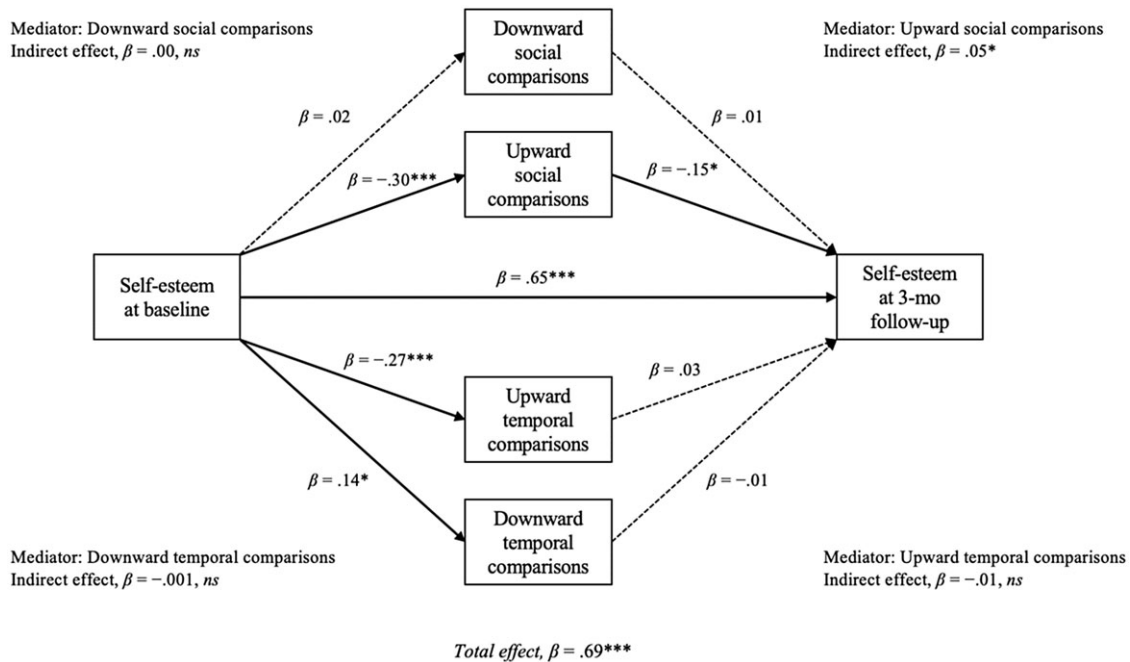 Mediator: Downward social comparisons
Indirect effect, β = .00, ns
Downward
social
comparisons
Mediator: Upward social comparisons
Indirect effect, β = .05*
β = .02
β = .01
Upward
social
comparisons
β = −.30***
β = −.15*
Self-esteem
at baseline
β = .65***
Self-esteem
at 3-mo
follow-up
β = −.27***
β = .03
Upward
temporal
comparisons
β = .14*
β = −.01
Downward
temporal
comparisons
Mediator: Downward temporal comparisons
Indirect effect, β = −.001, ns
Mediator: Upward temporal comparisons
Indirect effect, β = −.01, ns
Total effect, β = .69***